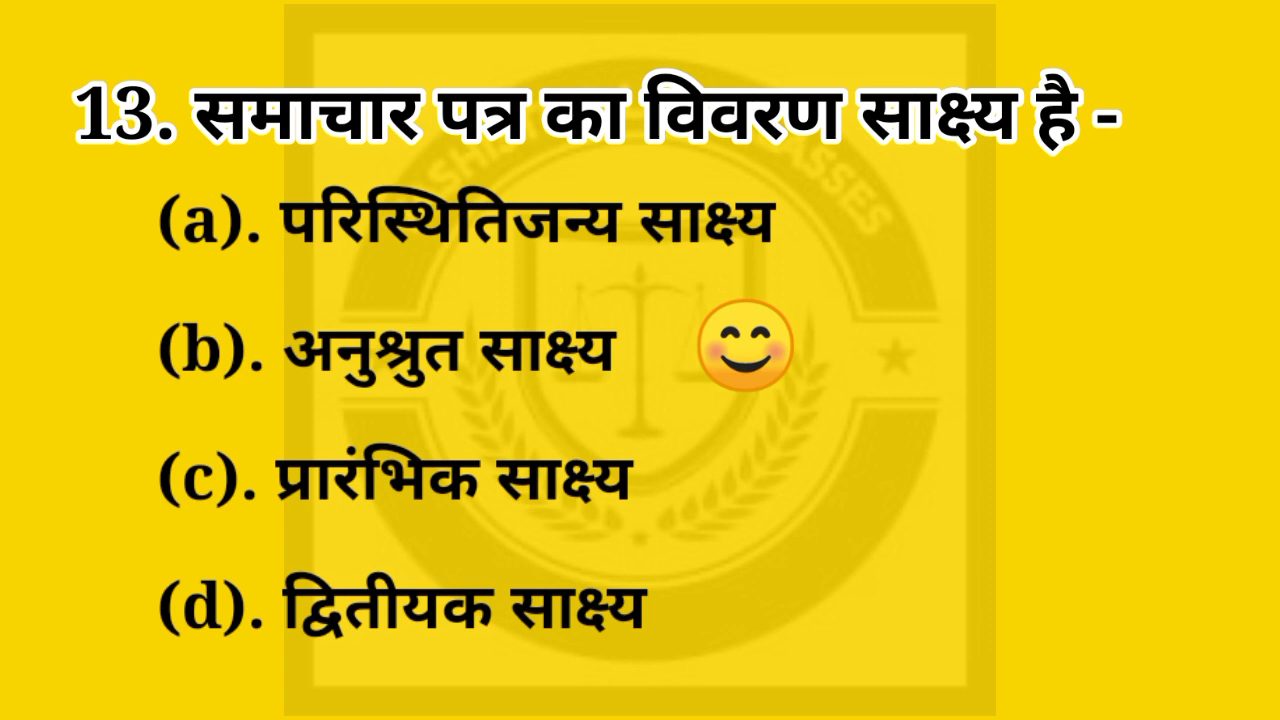 13. समाचार पत्र का विवरण साक्ष्य है -
(a). परिस्थितिजन्य साक्ष्य
(b). अनुश्रुत साक्ष्य
(c). प्रारंभिक साक्ष्य
(d). द्वितीयक साक्ष्य